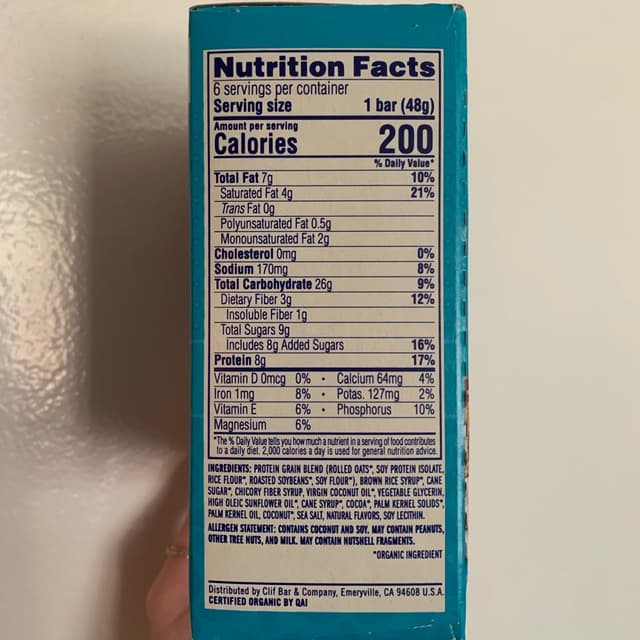 Nutrition Facts
6 servings per container
Serving size 1 bar (48g)
Amount per serving
Calories 200
% Daily Value*
Total Fat 7g 10%
Saturated Fat 4g 21%
Trans Fat 0g
Polyunsaturated Fat 0.5g
Monounsaturated Fat 2g
Cholesterol 0mg 0%
Sodium 170mg 8%
Total Carbohydrate 26g 9%
Dietary Fiber 3g 12%
Insoluble Fiber 1g
Total Sugars 9g
Includes 8g Added Sugars 16%
Protein 8g 17%
Vitamin D 0mcg 0% • Calcium 64mg 4%
Iron 1mg 8% • Potas. 127mg 2%
Vitamin E 6% • Phosphorus 10%
Magnesium 6%
*The % Daily Value tells you how much a nutrient in a serving of food contributes
to a daily diet. 2,000 calories a day is used for general nutrition advice.
INGREDIENTS: PROTEIN GRAIN BLEND (ROLLED OATS*, SOY PROTEIN ISOLATE,
RICE FLOUR*, ROASTED SOYBEANS*, SOY FLOUR*), BROWN RICE SYRUP*, CANE
SUGAR*, CHICORY FIBER SYRUP, VIRGIN COCONUT OIL*, VEGETABLE GLYCERIN,
HIGH OLEIC SUNFLOWER OIL*, CANE SYRUP*, COCOA*, PALM KERNEL SOLIDS*,
PALM KERNEL OIL, COCONUT*, SEA SALT, NATURAL FLAVORS, SOY LECITHIN.
ALLERGEN STATEMENT: CONTAINS COCONUT AND SOY. MAY CONTAIN PEANUTS,
OTHER TREE NUTS, AND MILK. MAY CONTAIN NUTSHELL FRAGMENTS.
*ORGANIC INGREDIENT
Distributed by Clif Bar & Company, Emeryville, CA 94608 U.S.A.
CERTIFIED ORGANIC BY QAI